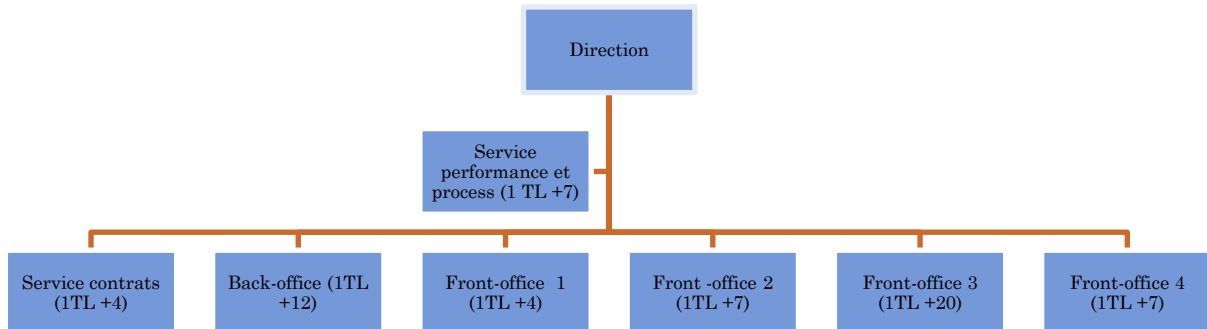 Direction
Service
performance et
process (1 TL +7)
Service contrats
(1TL +4)
Back-office (1TL
+12)
Front-office 1
(1TL +4)
Front -office 2
(1TL +7)
Front-office 3
(1TL +20)
Front-office 4
(1TL +7)